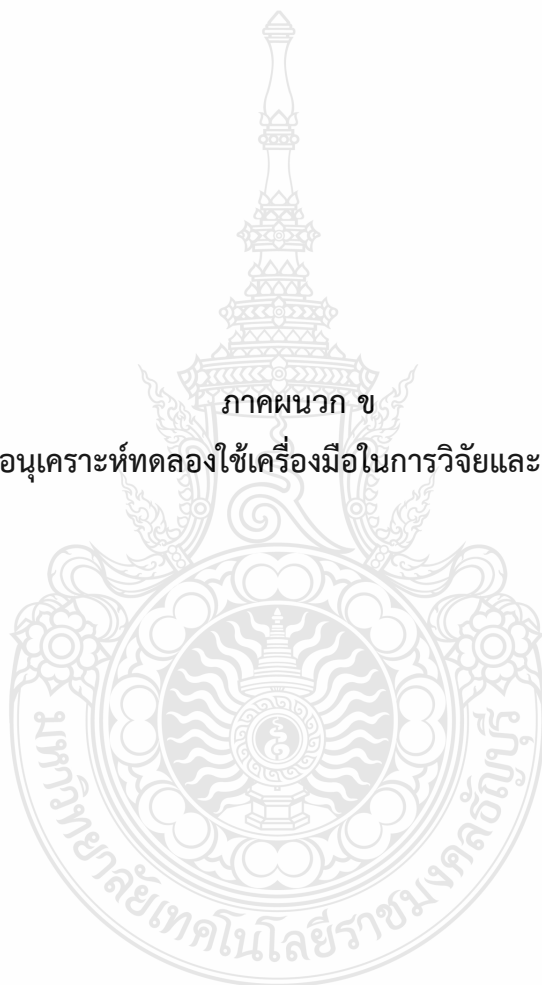 ภาคผนวก ข
อนุเคราะห์ทดลองใช้เครื่องมือในการวิจัยและ
มหาวิทยาลัยเทคโนโลยีราชมงคลธัญบุรี